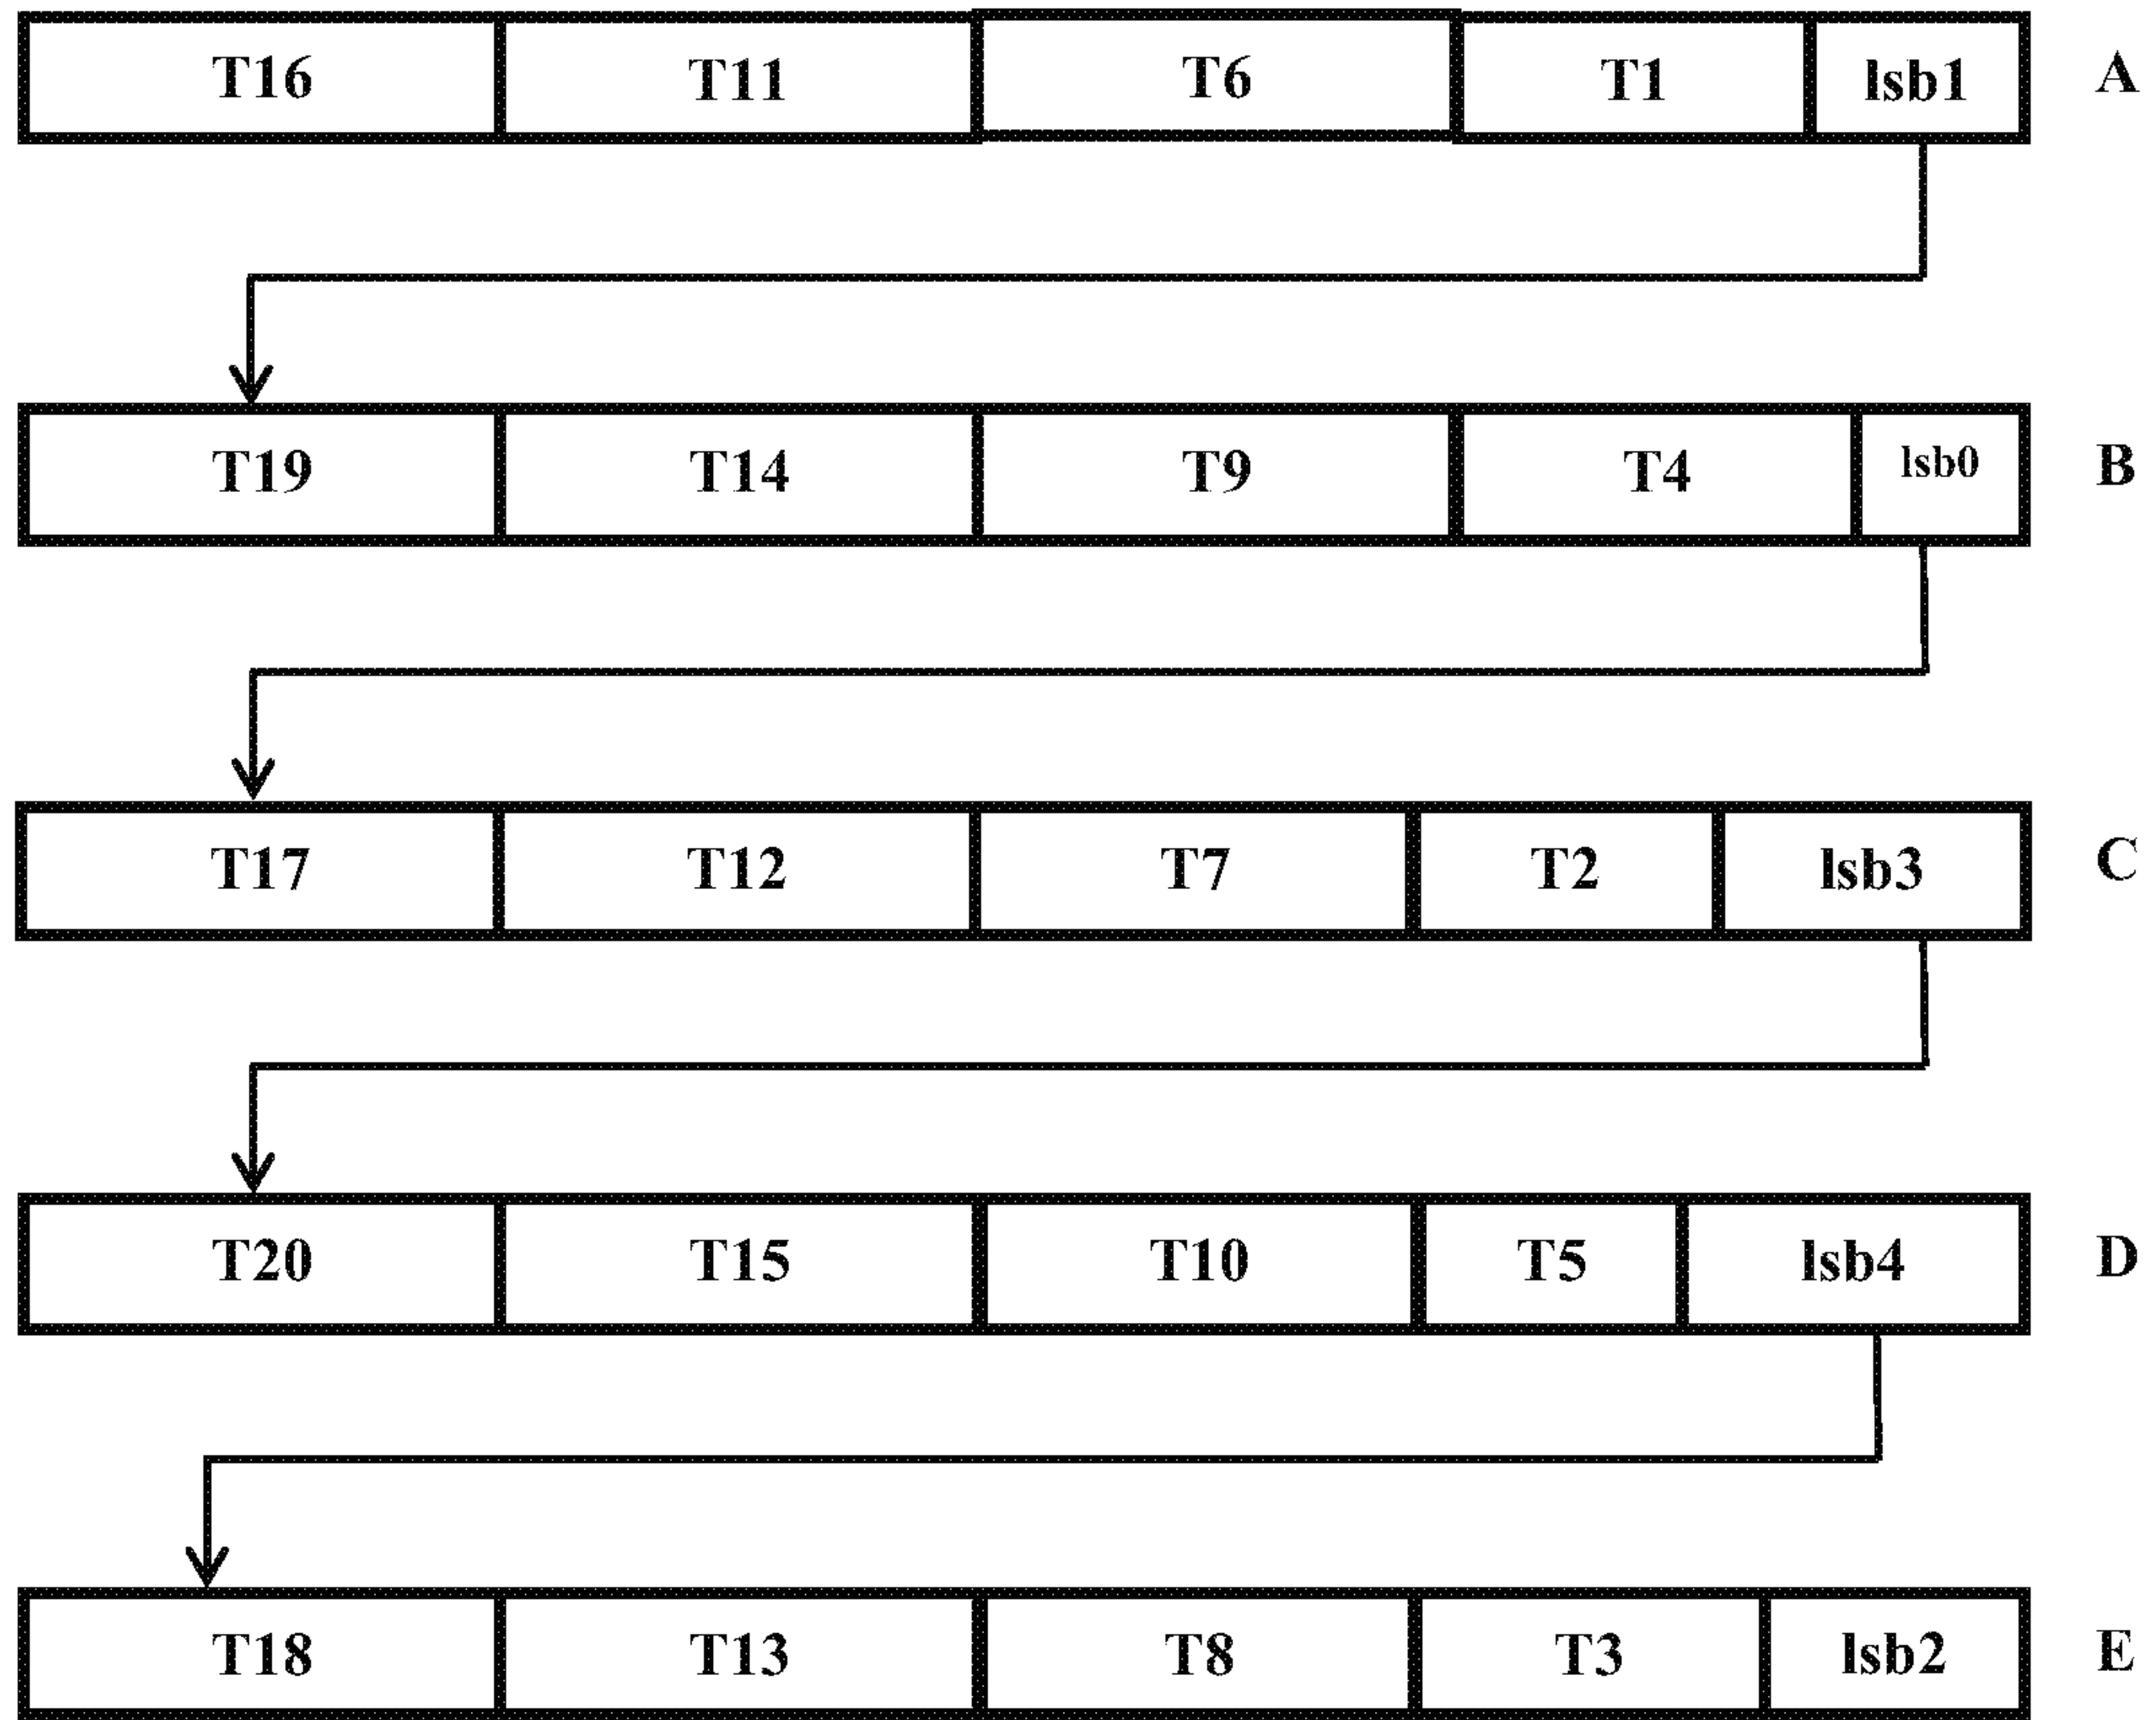 T16 T11 T6 T1 lsb1 A
T19 T14 T9 T4 lsb0 B
T17 T12 T7 T2 lsb3 C
T20 T15 T10 T5 lsb4 D
T18 T13 T8 T3 lsb2 E